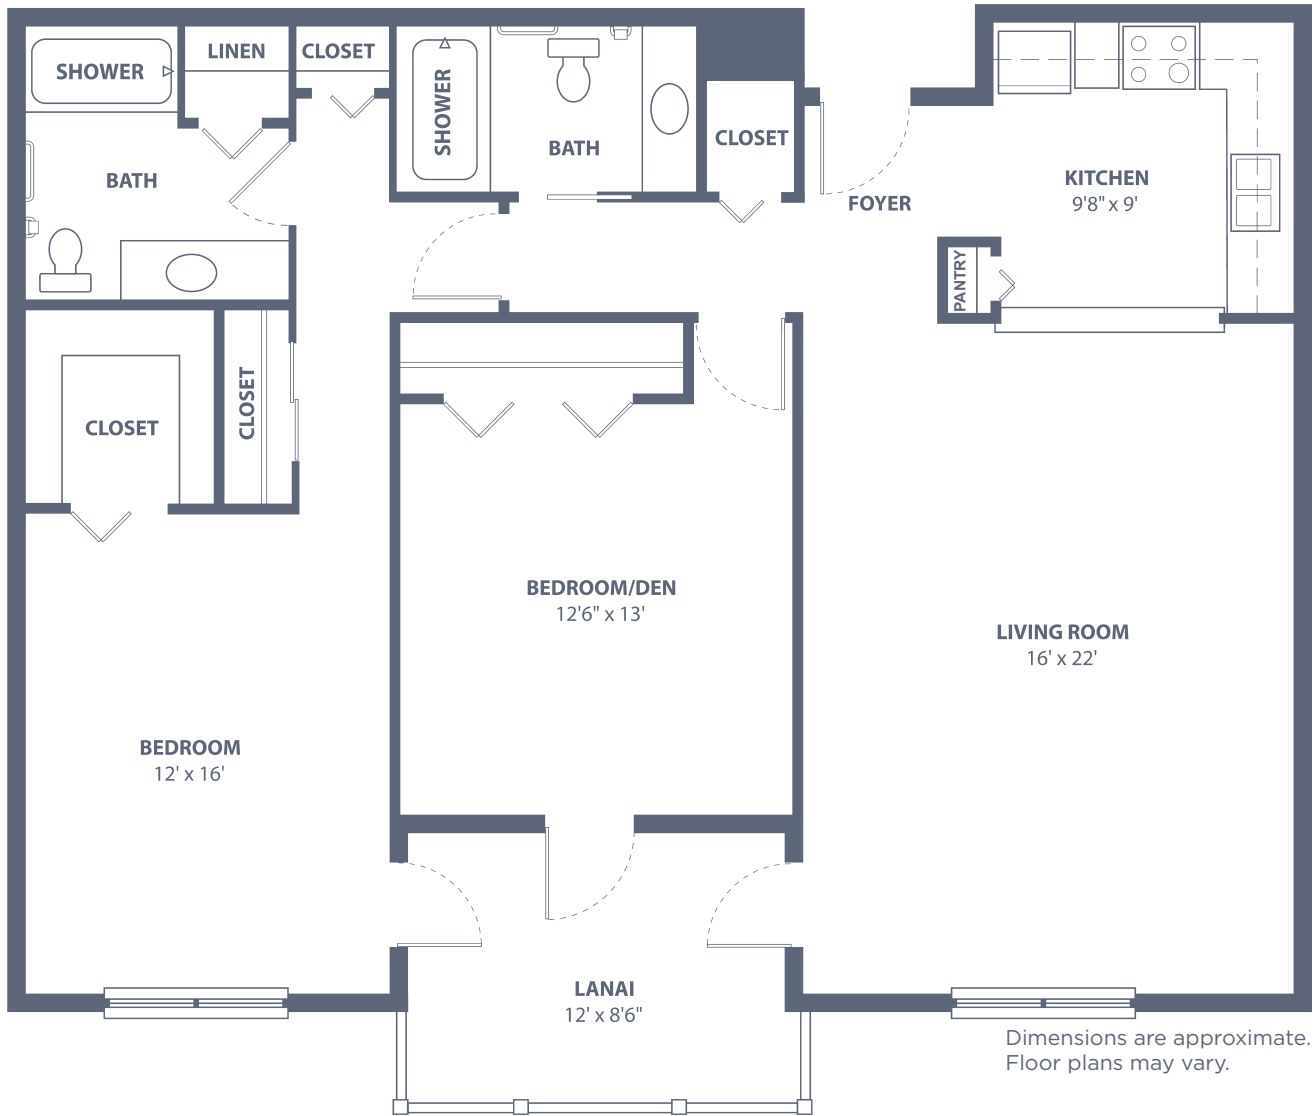 SHOWER
LINEN
CLOSET
SHOWER
BATH
CLOSET
BATH
FOYER
KITCHEN
9'8" x 9'
PANTRY
CLOSET
CLOSET
BEDROOM/DEN
12'6" x 13'
LIVING ROOM
16' x 22'
BEDROOM
12' x 16'
LANAI
12' x 8'6"
Dimensions are approximate.
Floor plans may vary.